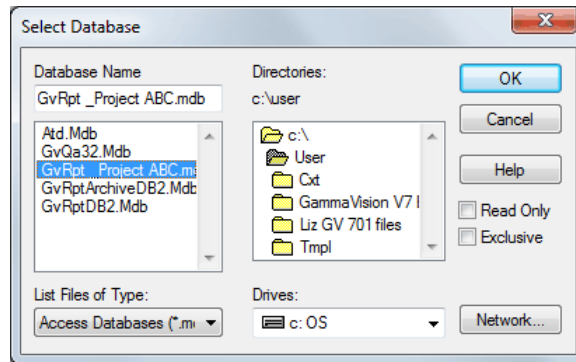 Select Database
Database Name
GvRpt _Project ABC.mdb
Atd.Mdb
GvQa32.Mdb
GvRpt _Project ABC.m
GvRptArchiveDB2.Mdb
GvRptDB2.Mdb
List Files of Type:
Access Databases (*.m
Directories:
c:\user
c:\
User
Cxt
GammaVision V7
Liz GV 701 files
Tmpl
Drives:
c: OS
OK
Cancel
Help
Read Only
Exclusive
Network...